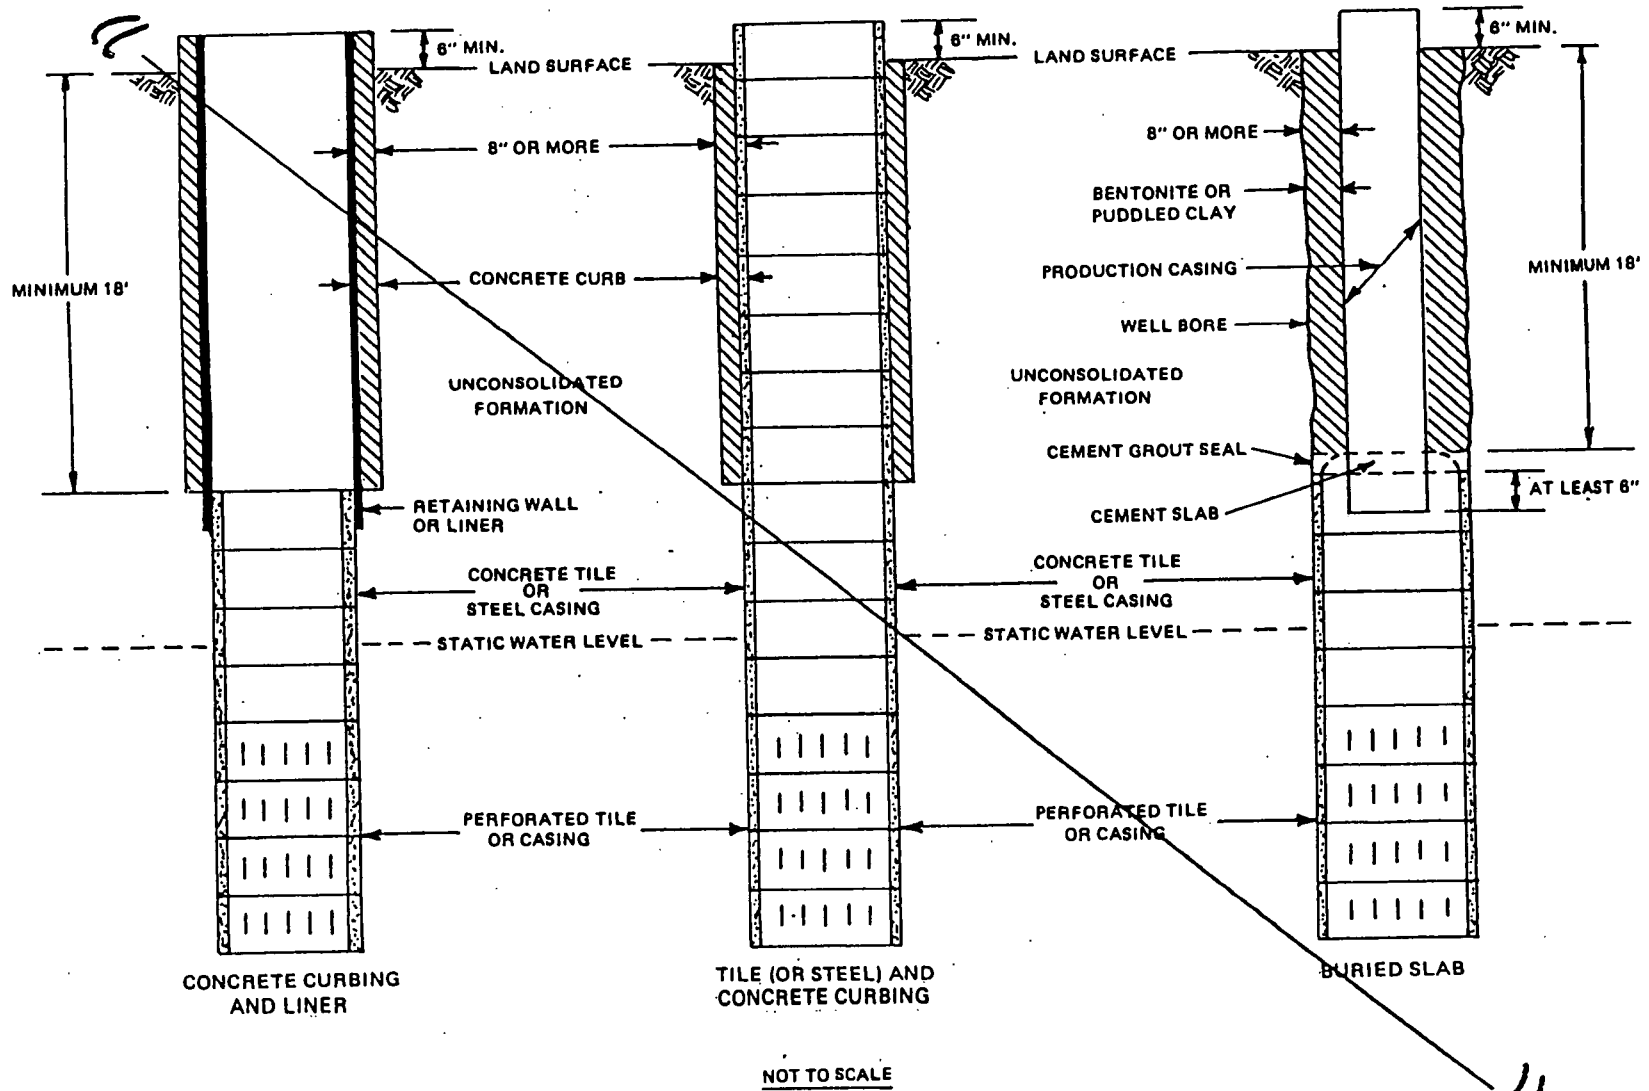 6" MIN.
6" MIN.
6" MIN.
LAND SURFACE
LAND SURFACE
8" OR MORE
8" OR MORE
BENTONITE OR
PUDDLED CLAY
MINIMUM 18'
CONCRETE CURB
PRODUCTION CASING
MINIMUM 18'
WELL BORE
UNCONSOLIDATED
FORMATION
UNCONSOLIDATED
FORMATION
CEMENT GROUT SEAL
RETAINING WALL
OR LINER
CEMENT SLAB
AT LEAST 6"
CONCRETE TILE
OR
STEEL CASING
CONCRETE TILE
OR
STEEL CASING
STATIC WATER LEVEL
STATIC WATER LEVEL
PERFORATED TILE
OR CASING
PERFORATED TILE
OR CASING
CONCRETE CURBING
AND LINER
TILE (OR STEEL) AND
CONCRETE CURBING
BURIED SLAB
NOT TO SCALE